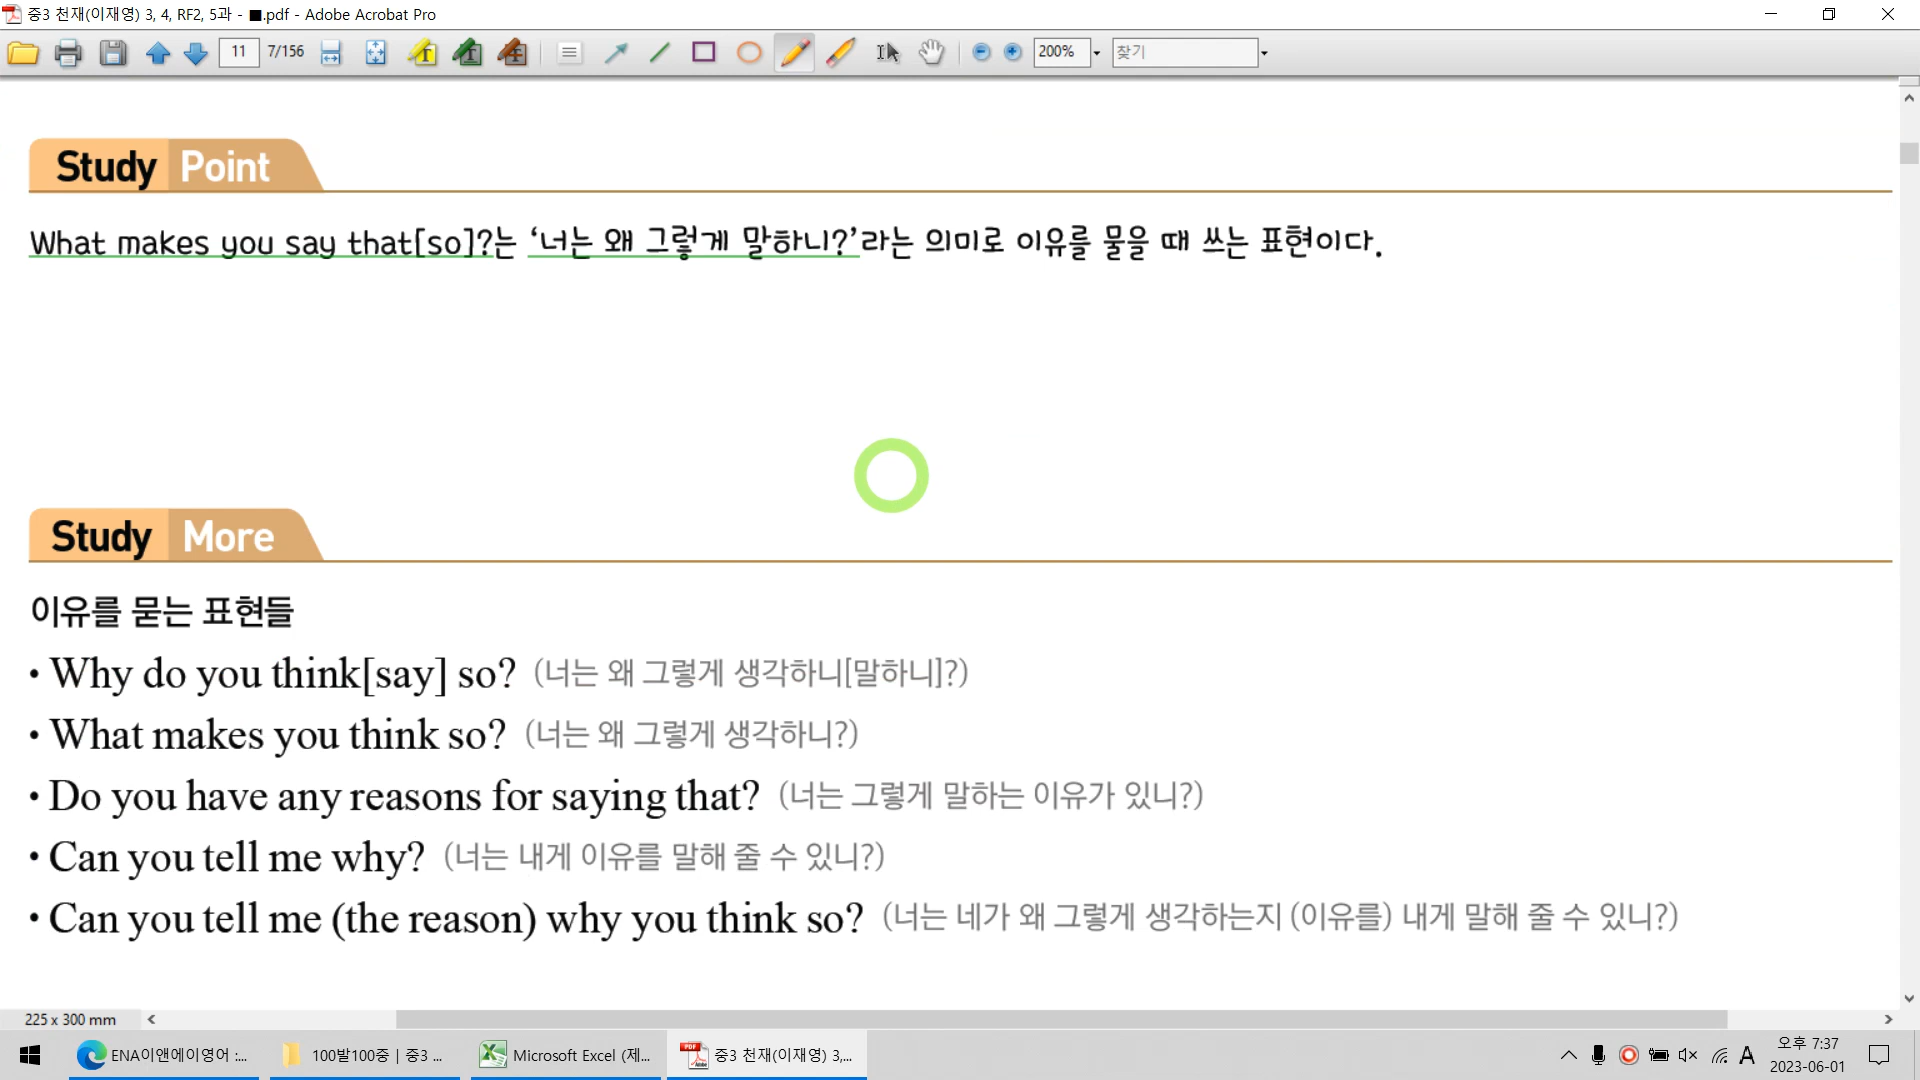 중3 천재(이재영) 3, 4, RF2, 5과 - ■.pdf - Adobe Acrobat Pro
11 7/156 200% 찾기
Study Point
What makes you say that[so]?는 ‘너는 왜 그렇게 말하니?’라는 의미로 이유를 물을 때 쓰는 표현이다.
Study More
이유를 묻는 표현들
• Why do you think[say] so? (너는 왜 그렇게 생각하니[말하니]?)
• What makes you think so? (너는 왜 그렇게 생각하니?)
• Do you have any reasons for saying that? (너는 그렇게 말하는 이유가 있니?)
• Can you tell me why? (너는 내게 이유를 말해 줄 수 있니?)
• Can you tell me (the reason) why you think so? (너는 네가 왜 그렇게 생각하는지 (이유를) 내게 말해 줄 수 있니?)
225 x 300 mm
ENA이앤에이영어 :... 100발100중 | 중3 ... Microsoft Excel (제... 중3 천재(이재영) 3,... A 오후 7:37
2023-06-01